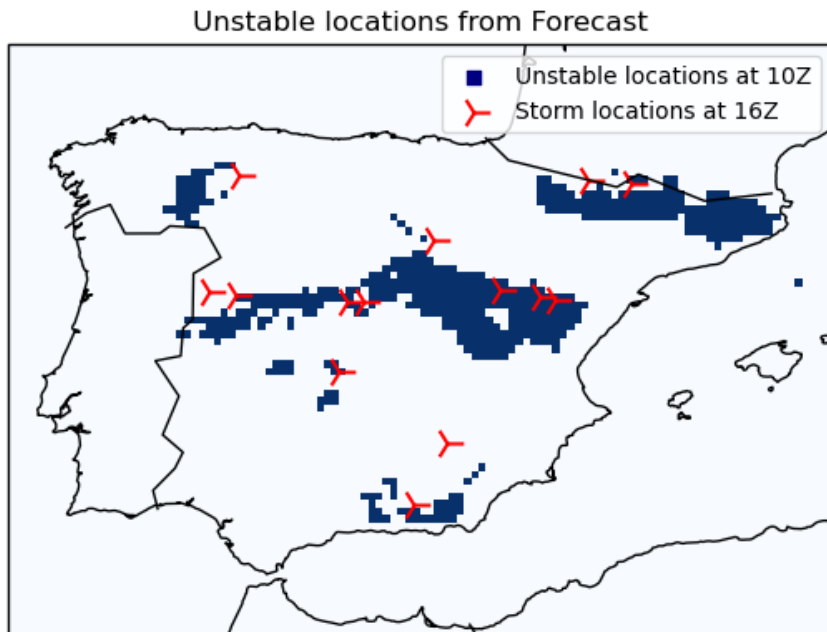 Unstable locations from Forecast
Unstable locations at 10Z
Storm locations at 16Z